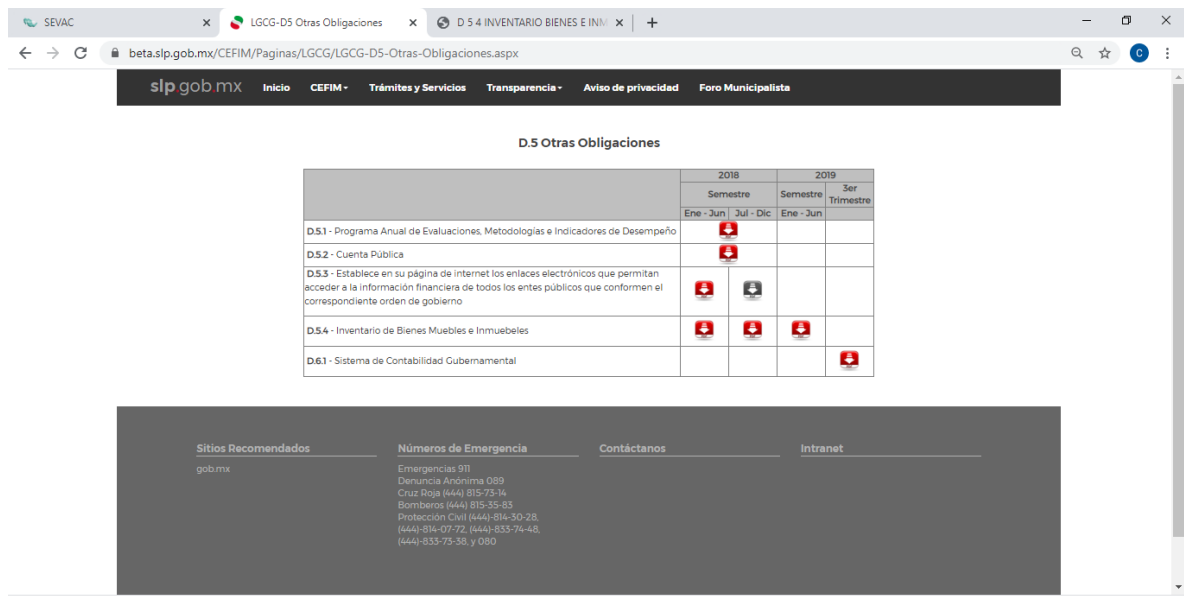 SEVAC
LGCG-D5 Otras Obligaciones
D 5 4 INVENTARIO BIENES E INM
beta.slp.gob.mx/CEFIM/Paginas/LGCG/LGCG-D5-Otras-Obligaciones.aspx
C
slp.gob.mx Inicio CEFIM Trámites y Servicios Transparencia Aviso de privacidad Foro Municipalista
D.5 Otras Obligaciones
2018 2019
Semestre Semestre 3er
Trimestre
Ene - Jun Jul - Dic Ene - Jun
D.5.1 - Programa Anual de Evaluaciones, Metodologías e Indicadores de Desempeño
D.5.2 - Cuenta Pública
D.5.3 - Establece en su página de internet los enlaces electrónicos que permitan
acceder a la información financiera de todos los entes públicos que conformen el
correspondiente orden de gobierno
D.5.4 - Inventario de Bienes Muebles e Inmuebeles
D.6.1 - Sistema de Contabilidad Gubernamental
Sitios Recomendados
gob.mx
Números de Emergencia
Emergencias 911
Denuncia Anónima 089
Cruz Roja (444) 815-73-14
Bomberos (444) 815-35-83
Protección Civil (444)-814-30-28,
(444)-814-07-72, (444)-833-74-48,
(444)-833-73-38, y 080
Contáctanos
Intranet